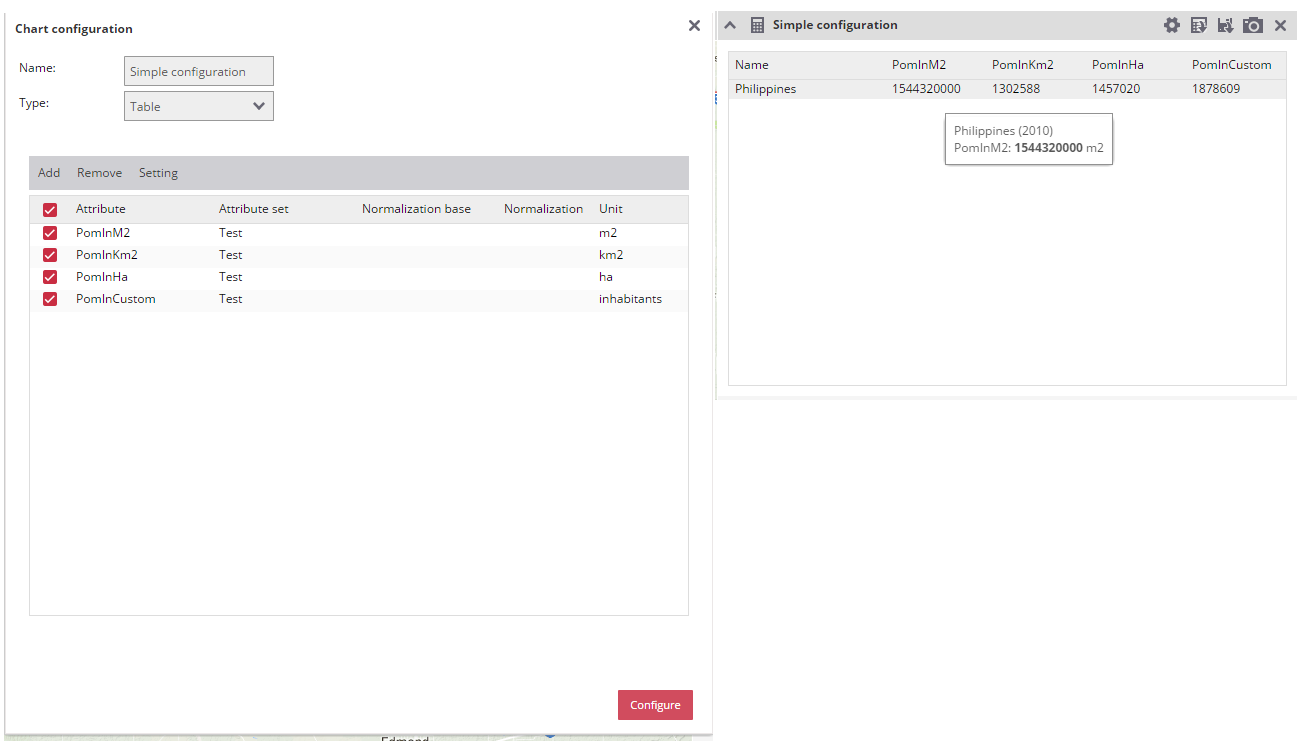 Chart configuration
Name:
Simple configuration
Type:
Table
Add Remove Setting
Attribute Attribute set Normalization base Normalization Unit
PomInM2 Test m2
PomInKm2 Test km2
PomInHa Test ha
PomInCustom Test inhabitants
Configure
Simple configuration
Name PomInM2 PomInKm2 PomInHa PomInCustom
Philippines 1544320000 1302588 1457020 1878609
Philippines (2010)
PomInM2: 1544320000 m2
Edmond